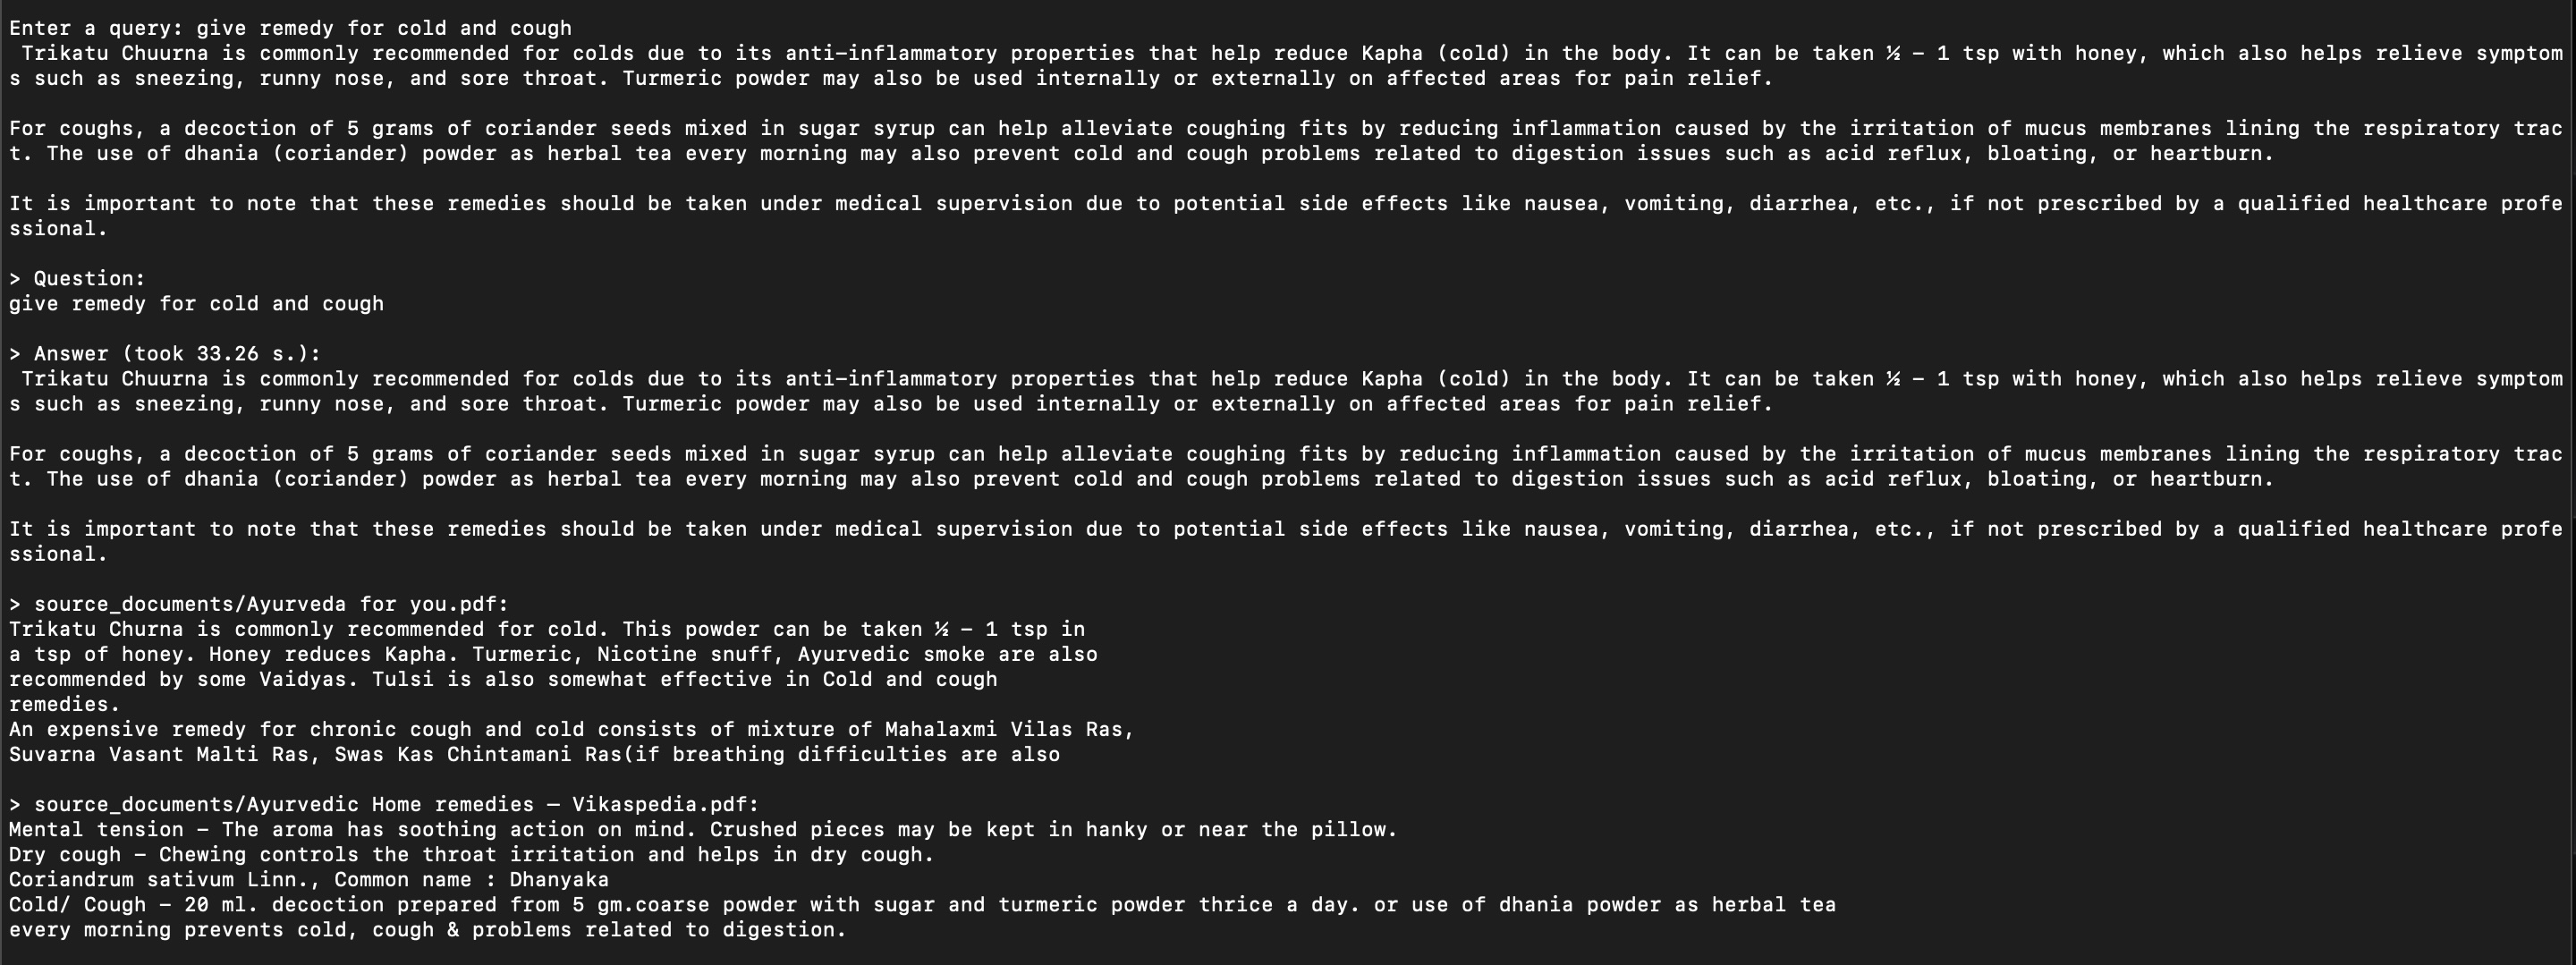 Enter a query: give remedy for cold and cough
 Trikatu Chuurna is commonly recommended for colds due to its anti-inflammatory properties that help reduce Kapha (cold) in the body. It can be taken ½ - 1 tsp with honey, which also helps relieve symptom
s such as sneezing, runny nose, and sore throat. Turmeric powder may also be used internally or externally on affected areas for pain relief.

For coughs, a decoction of 5 grams of coriander seeds mixed in sugar syrup can help alleviate coughing fits by reducing inflammation caused by the irritation of mucus membranes lining the respiratory trac
t. The use of dhania (coriander) powder as herbal tea every morning may also prevent cold and cough problems related to digestion issues such as acid reflux, bloating, or heartburn.

It is important to note that these remedies should be taken under medical supervision due to potential side effects like nausea, vomiting, diarrhea, etc., if not prescribed by a qualified healthcare profe
ssional.

> Question:
give remedy for cold and cough

> Answer (took 33.26 s.):
 Trikatu Chuurna is commonly recommended for colds due to its anti-inflammatory properties that help reduce Kapha (cold) in the body. It can be taken ½ - 1 tsp with honey, which also helps relieve symptom
s such as sneezing, runny nose, and sore throat. Turmeric powder may also be used internally or externally on affected areas for pain relief.

For coughs, a decoction of 5 grams of coriander seeds mixed in sugar syrup can help alleviate coughing fits by reducing inflammation caused by the irritation of mucus membranes lining the respiratory trac
t. The use of dhania (coriander) powder as herbal tea every morning may also prevent cold and cough problems related to digestion issues such as acid reflux, bloating, or heartburn.

It is important to note that these remedies should be taken under medical supervision due to potential side effects like nausea, vomiting, diarrhea, etc., if not prescribed by a qualified healthcare profe
ssional.

> source_documents/Ayurveda for you.pdf:
Trikatu Churna is commonly recommended for cold. This powder can be taken ½ – 1 tsp in
a tsp of honey. Honey reduces Kapha. Turmeric, Nicotine snuff, Ayurvedic smoke are also
recommended by some Vaidyas. Tulsi is also somewhat effective in Cold and cough
remedies.
An expensive remedy for chronic cough and cold consists of mixture of Mahalaxmi Vilas Ras,
Suvarna Vasant Malti Ras, Swas Kas Chintamani Ras(if breathing difficulties are also

> source_documents/Ayurvedic Home remedies — Vikaspedia.pdf:
Mental tension – The aroma has soothing action on mind. Crushed pieces may be kept in hanky or near the pillow.
Dry cough – Chewing controls the throat irritation and helps in dry cough.
Coriandrum sativum Linn., Common name : Dhanyaka
Cold/ Cough – 20 ml. decoction prepared from 5 gm.coarse powder with sugar and turmeric powder thrice a day. or use of dhania powder as herbal tea
every morning prevents cold, cough & problems related to digestion.